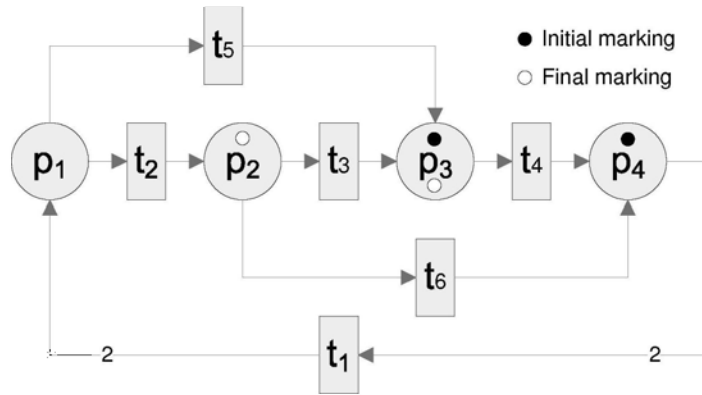 t5
Initial marking
Final marking
p1
t2
p2
t3
p3
t4
p4
t6
2
t1
2